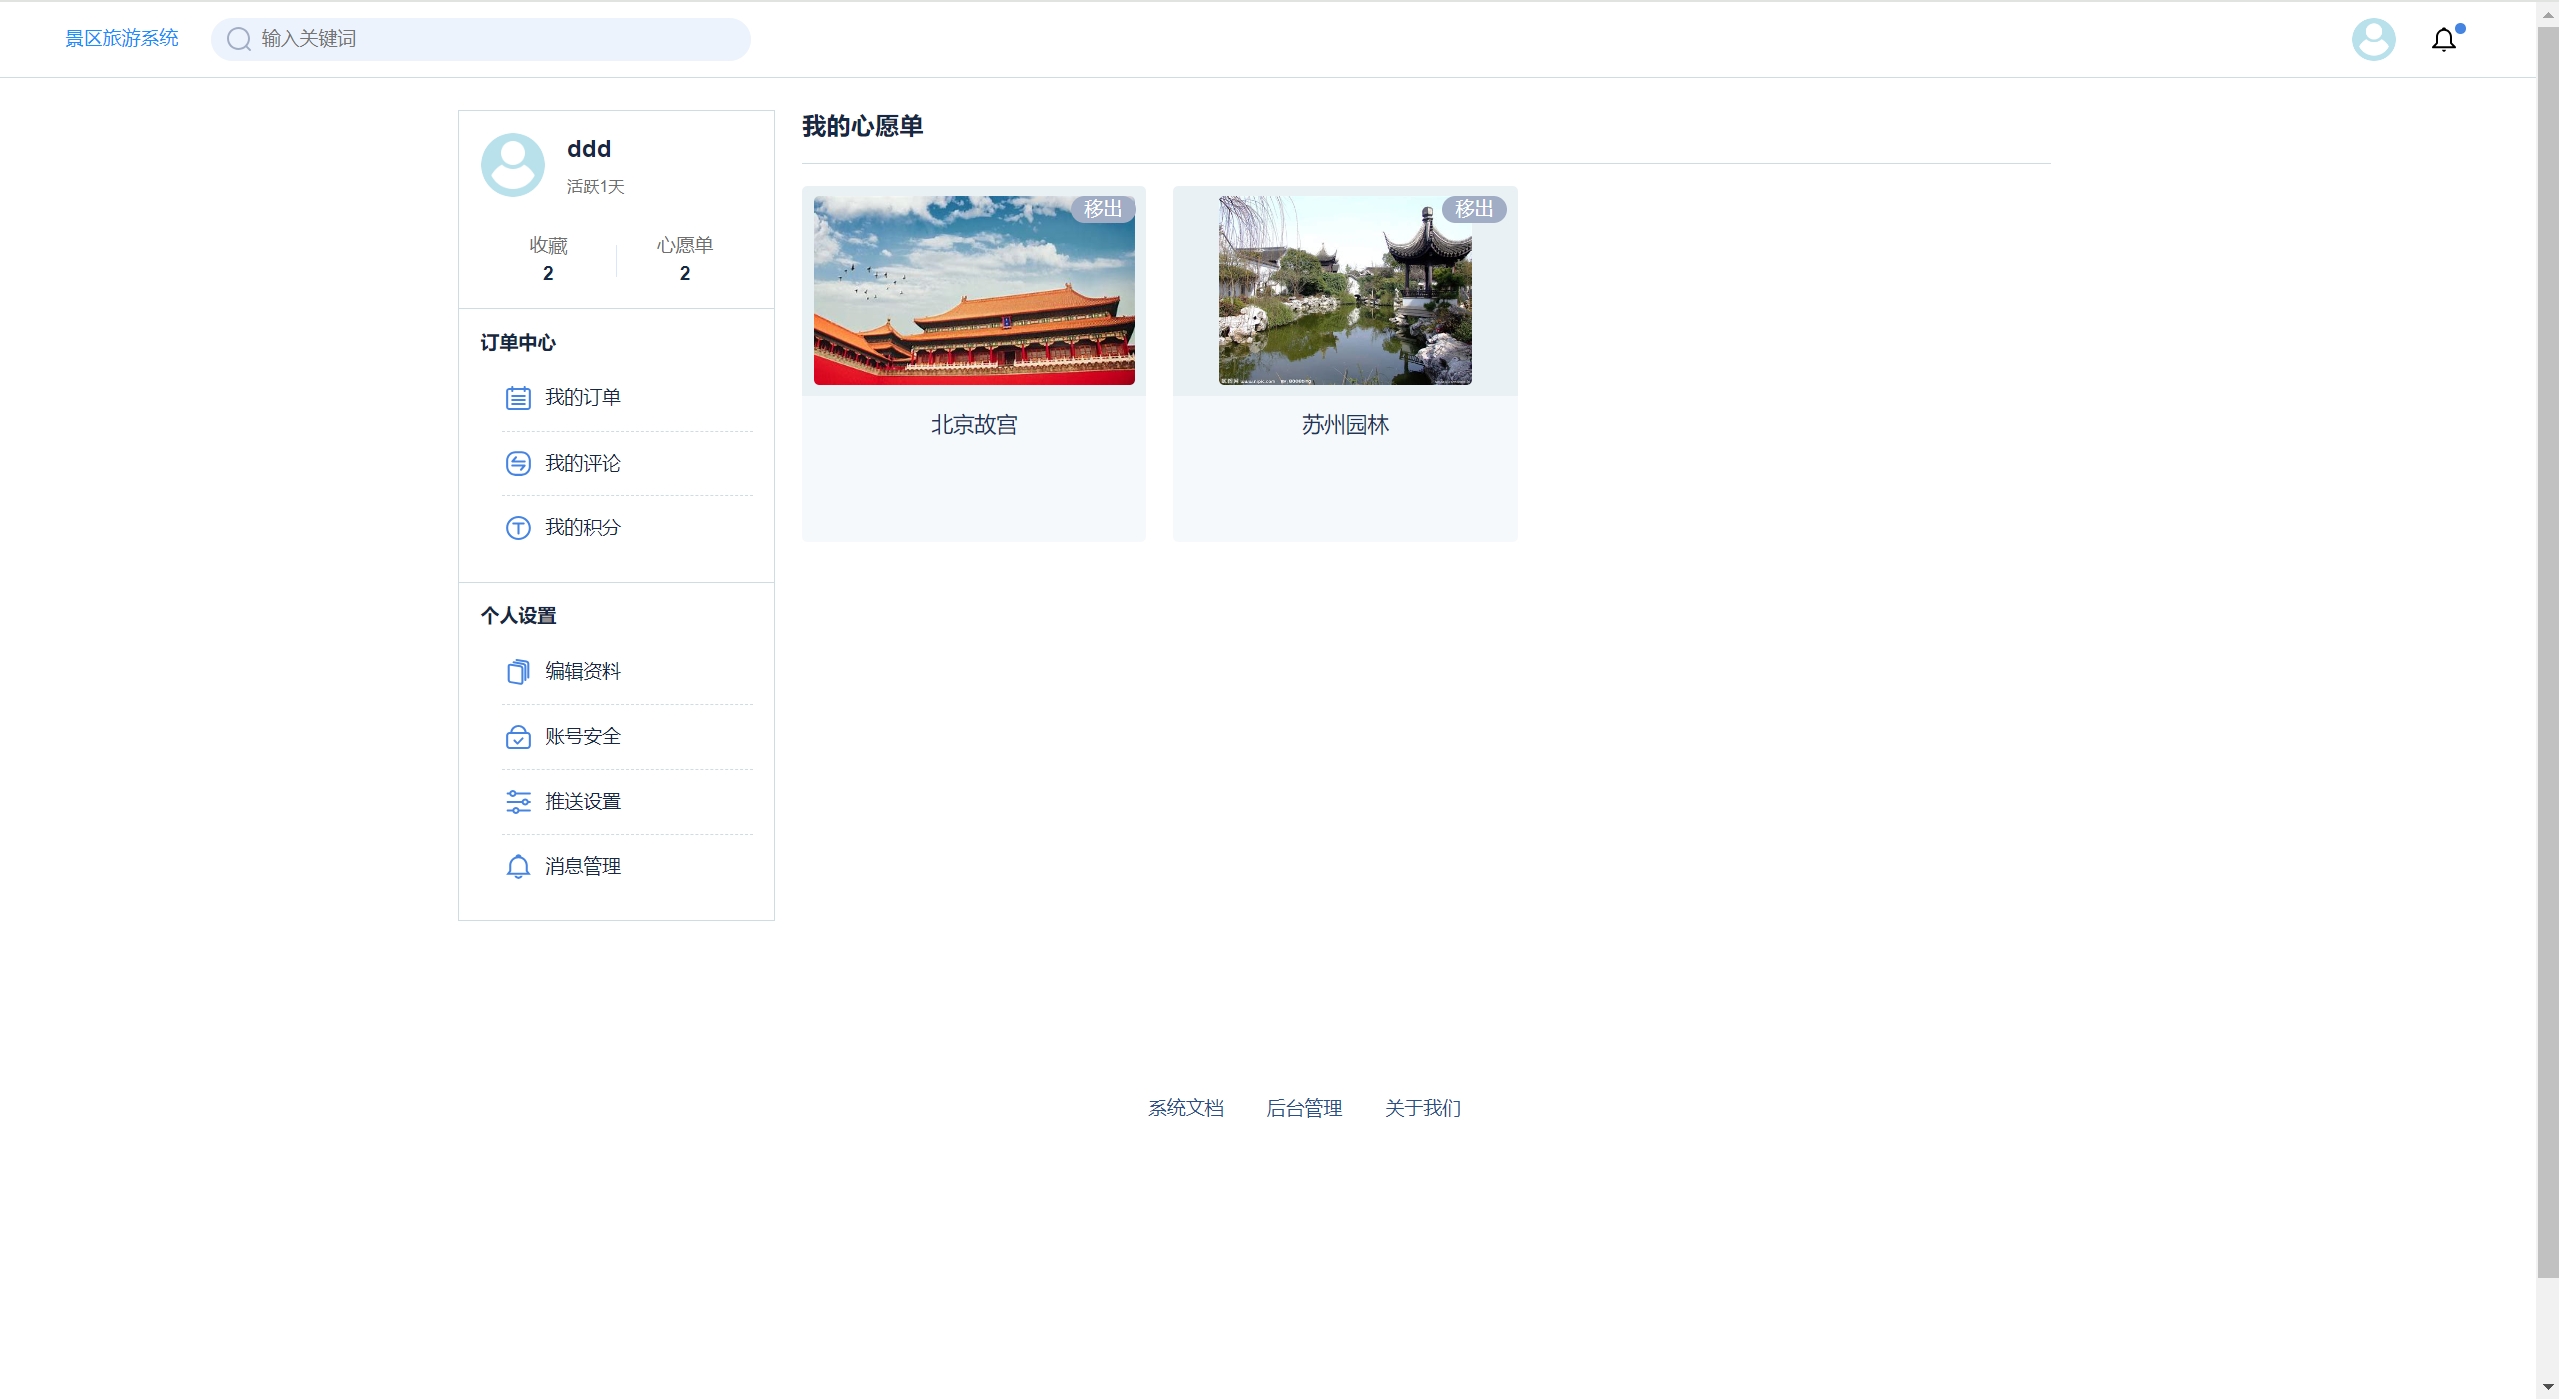 景区旅游系统
输入关键词
ddd
活跃1天
收藏
2
心愿单
2
订单中心
我的订单
我的评论
我的积分
个人设置
编辑资料
账号安全
推送设置
消息管理
我的心愿单
移出
北京故宫
移出
苏州园林
系统文档
后台管理
关于我们